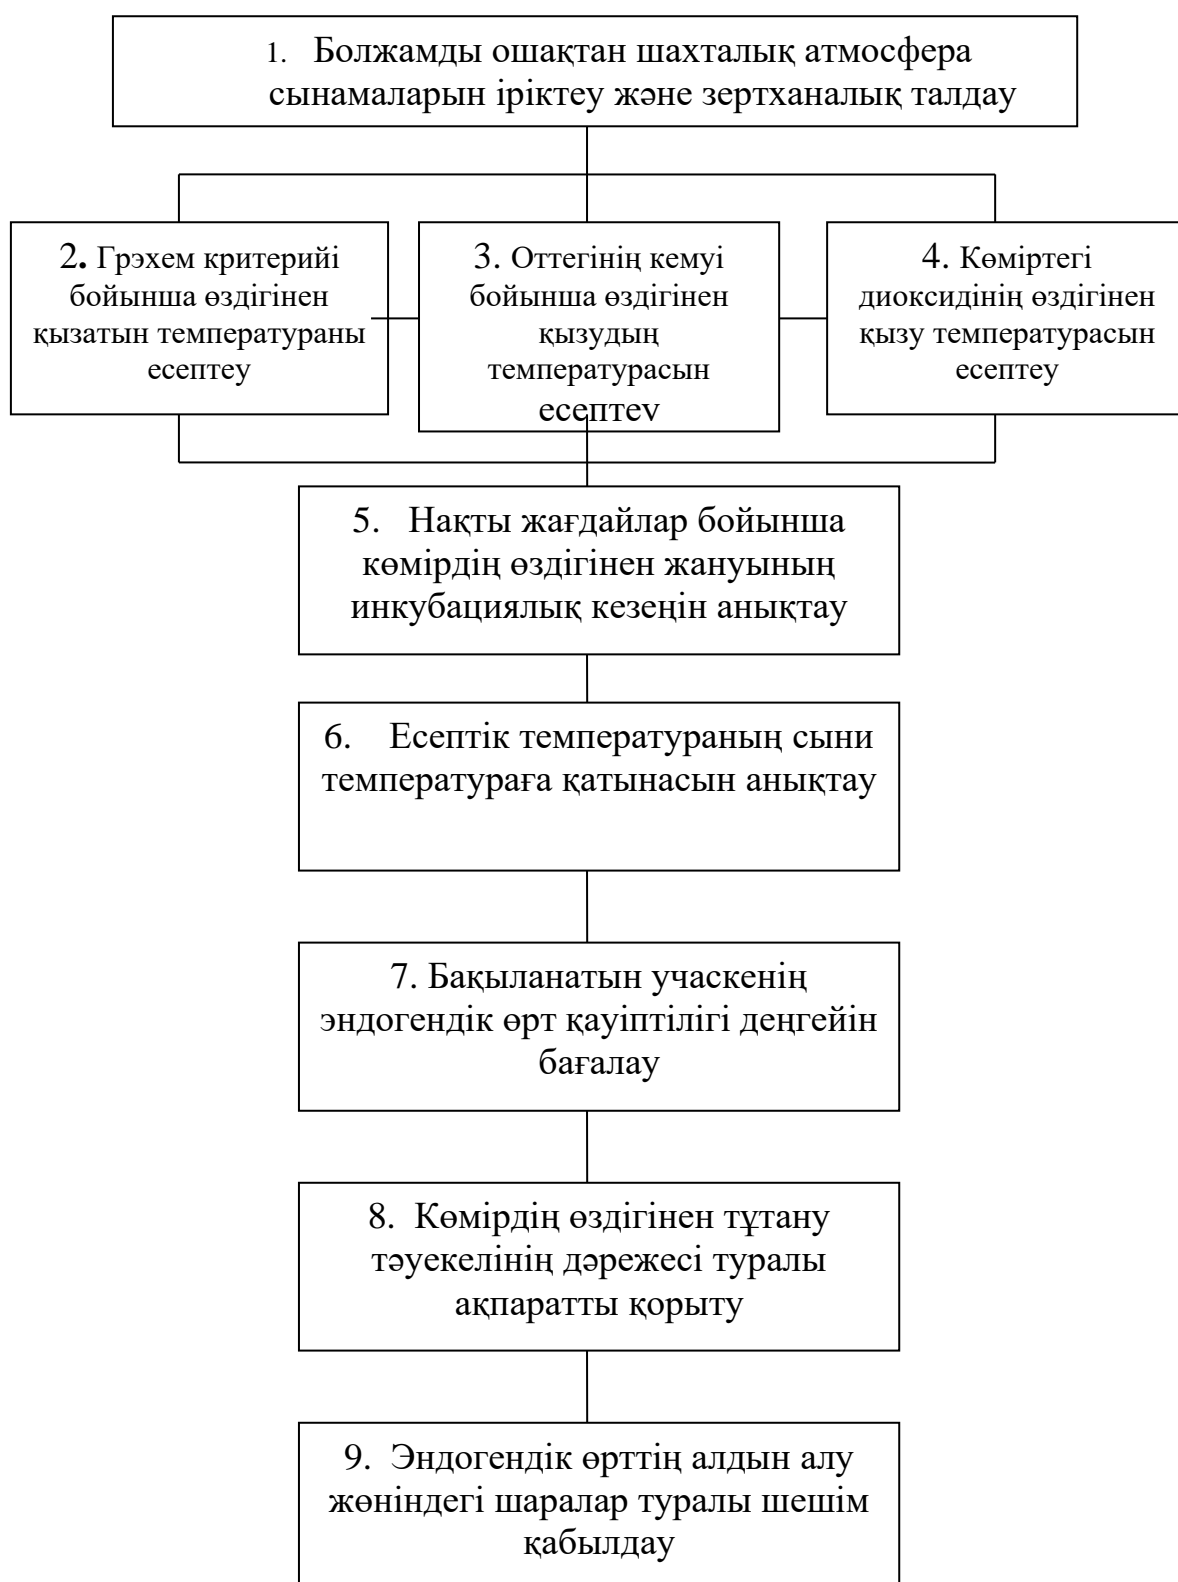 1. Болжамды ошақтан шахталық атмосфера
сынамаларын іріктеу және зертханалық талдау
2. Грэхем критерийі
бойынша өздігінен
қызатын температураны
есептеу
3. Оттегінің кемуі
бойынша өздігінен
қызудың
температурасын
есептеу
4. Көміртегі
диоксидінің өздігінен
қызу температурасын
есептеу
5. Нақты жағдайлар бойынша
көмірдің өздігінен жануының
инкубациялық кезеңін анықтау
6. Есептік температураның сыни
температураға қатынасын анықтау
7. Бақыланатын учаскенің
эндогендік өрт қауіптілігі деңгейін
бағалау
8. Көмірдің өздігінен тұтану
тәуекелінің дәрежесі туралы
ақпаратты қорыту
9. Эндогендік өрттің алдын алу
жөніндегі шаралар туралы шешім
қабылдау